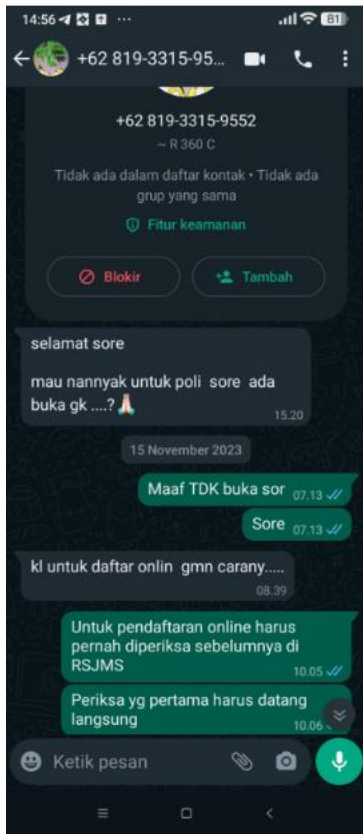 14:56
81
+62 819-3315-95...
+62 819-3315-9552
~ R 360 C
Tidak ada dalam daftar kontak • Tidak ada
grup yang sama
Fitur keamanan
Blokir
Tambah
selamat sore
mau nannyak untuk poli sore ada
buka gk ....?🙏🏻
15.20
15 November 2023
Maaf TDK buka sor
07.13
Sore
07.13
kl untuk daftar onlin gmn carany.....
08.39
Untuk pendaftaran online harus
pernah diperiksa sebelumnya di
RSJMS
10.05
Periksa yg pertama harus datang
langsung
10.06
Ketik pesan